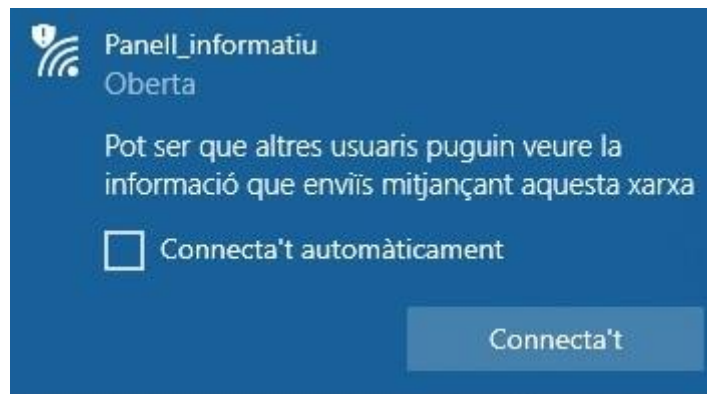 Panell_informatiu
Oberta
Pot ser que altres usuaris puguin veure la
informació que enviïs mitjançant aquesta xarxa
Connecta't automàticament
Connecta't